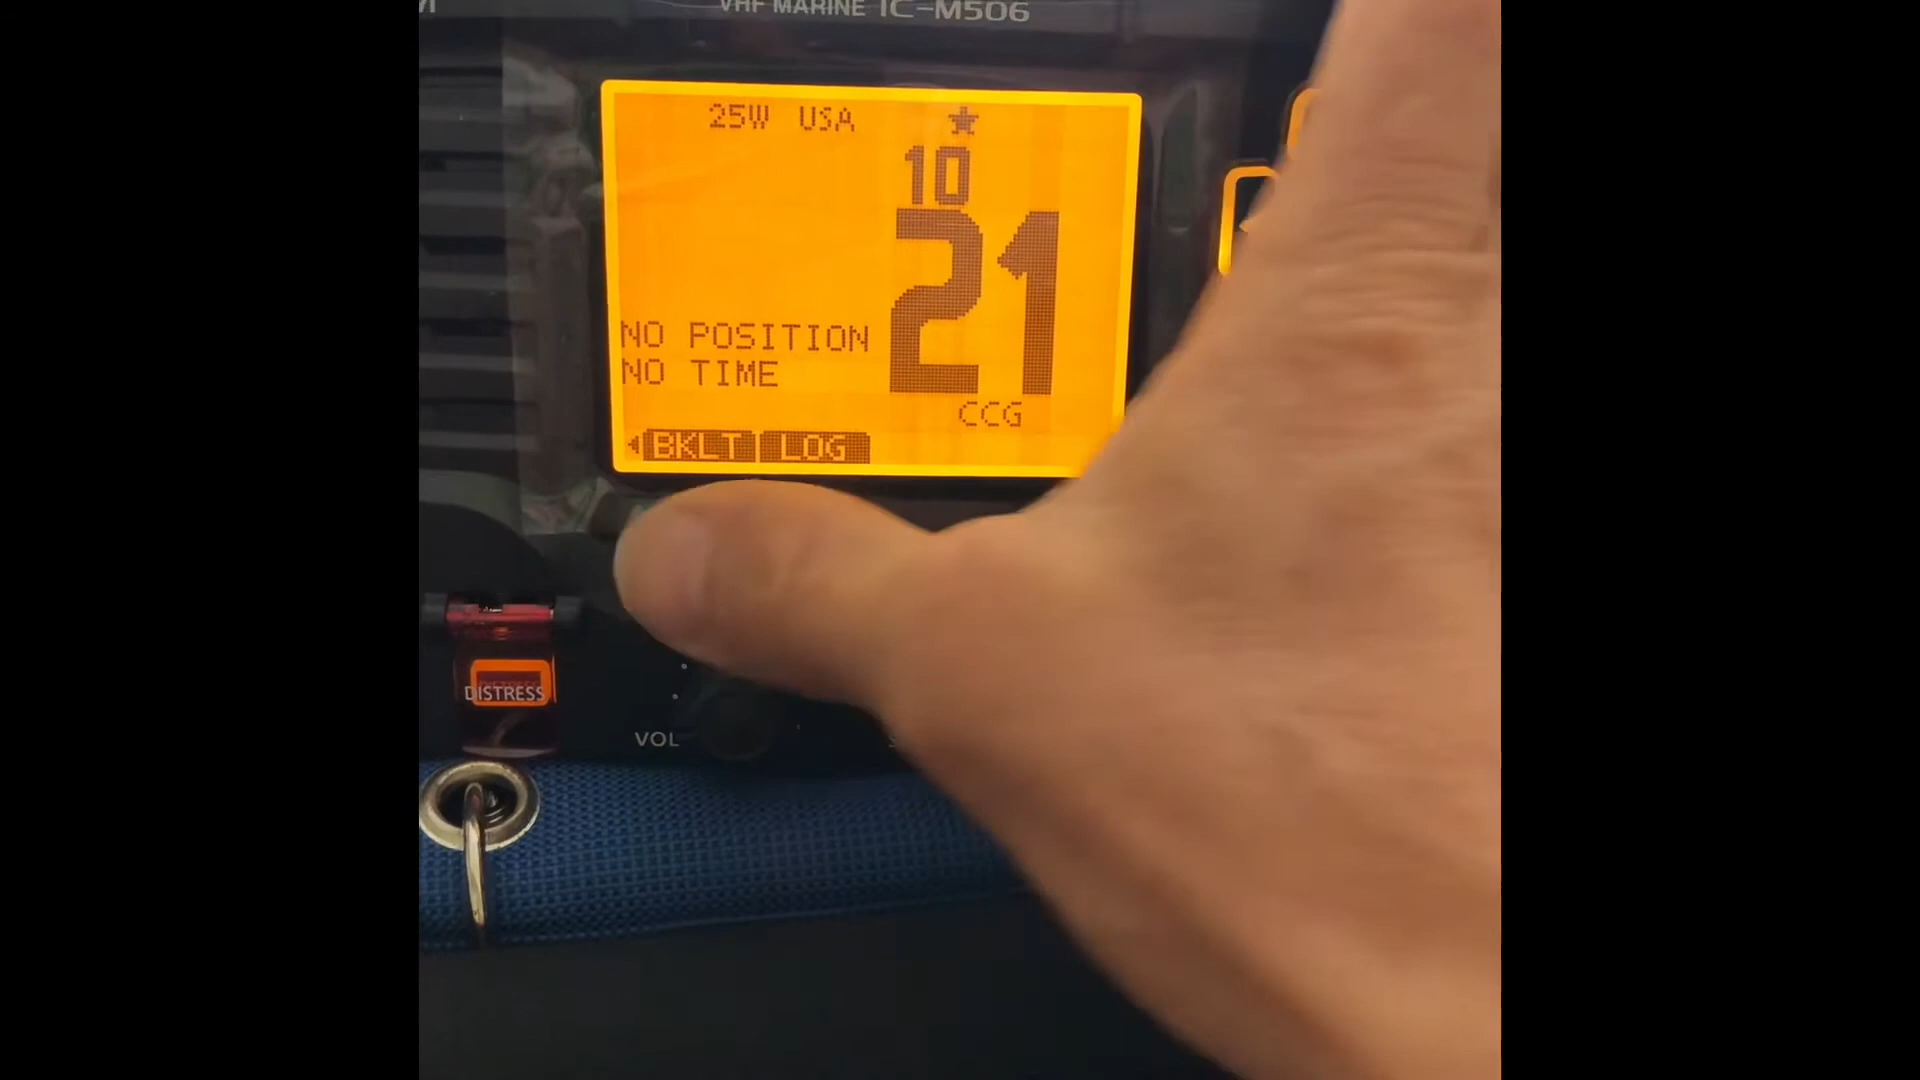 VHF MARINE IC-M506
25W USA
10
21
NO POSITION
NO TIME
CCG
BKLT LOG
DISTRESS
VOL